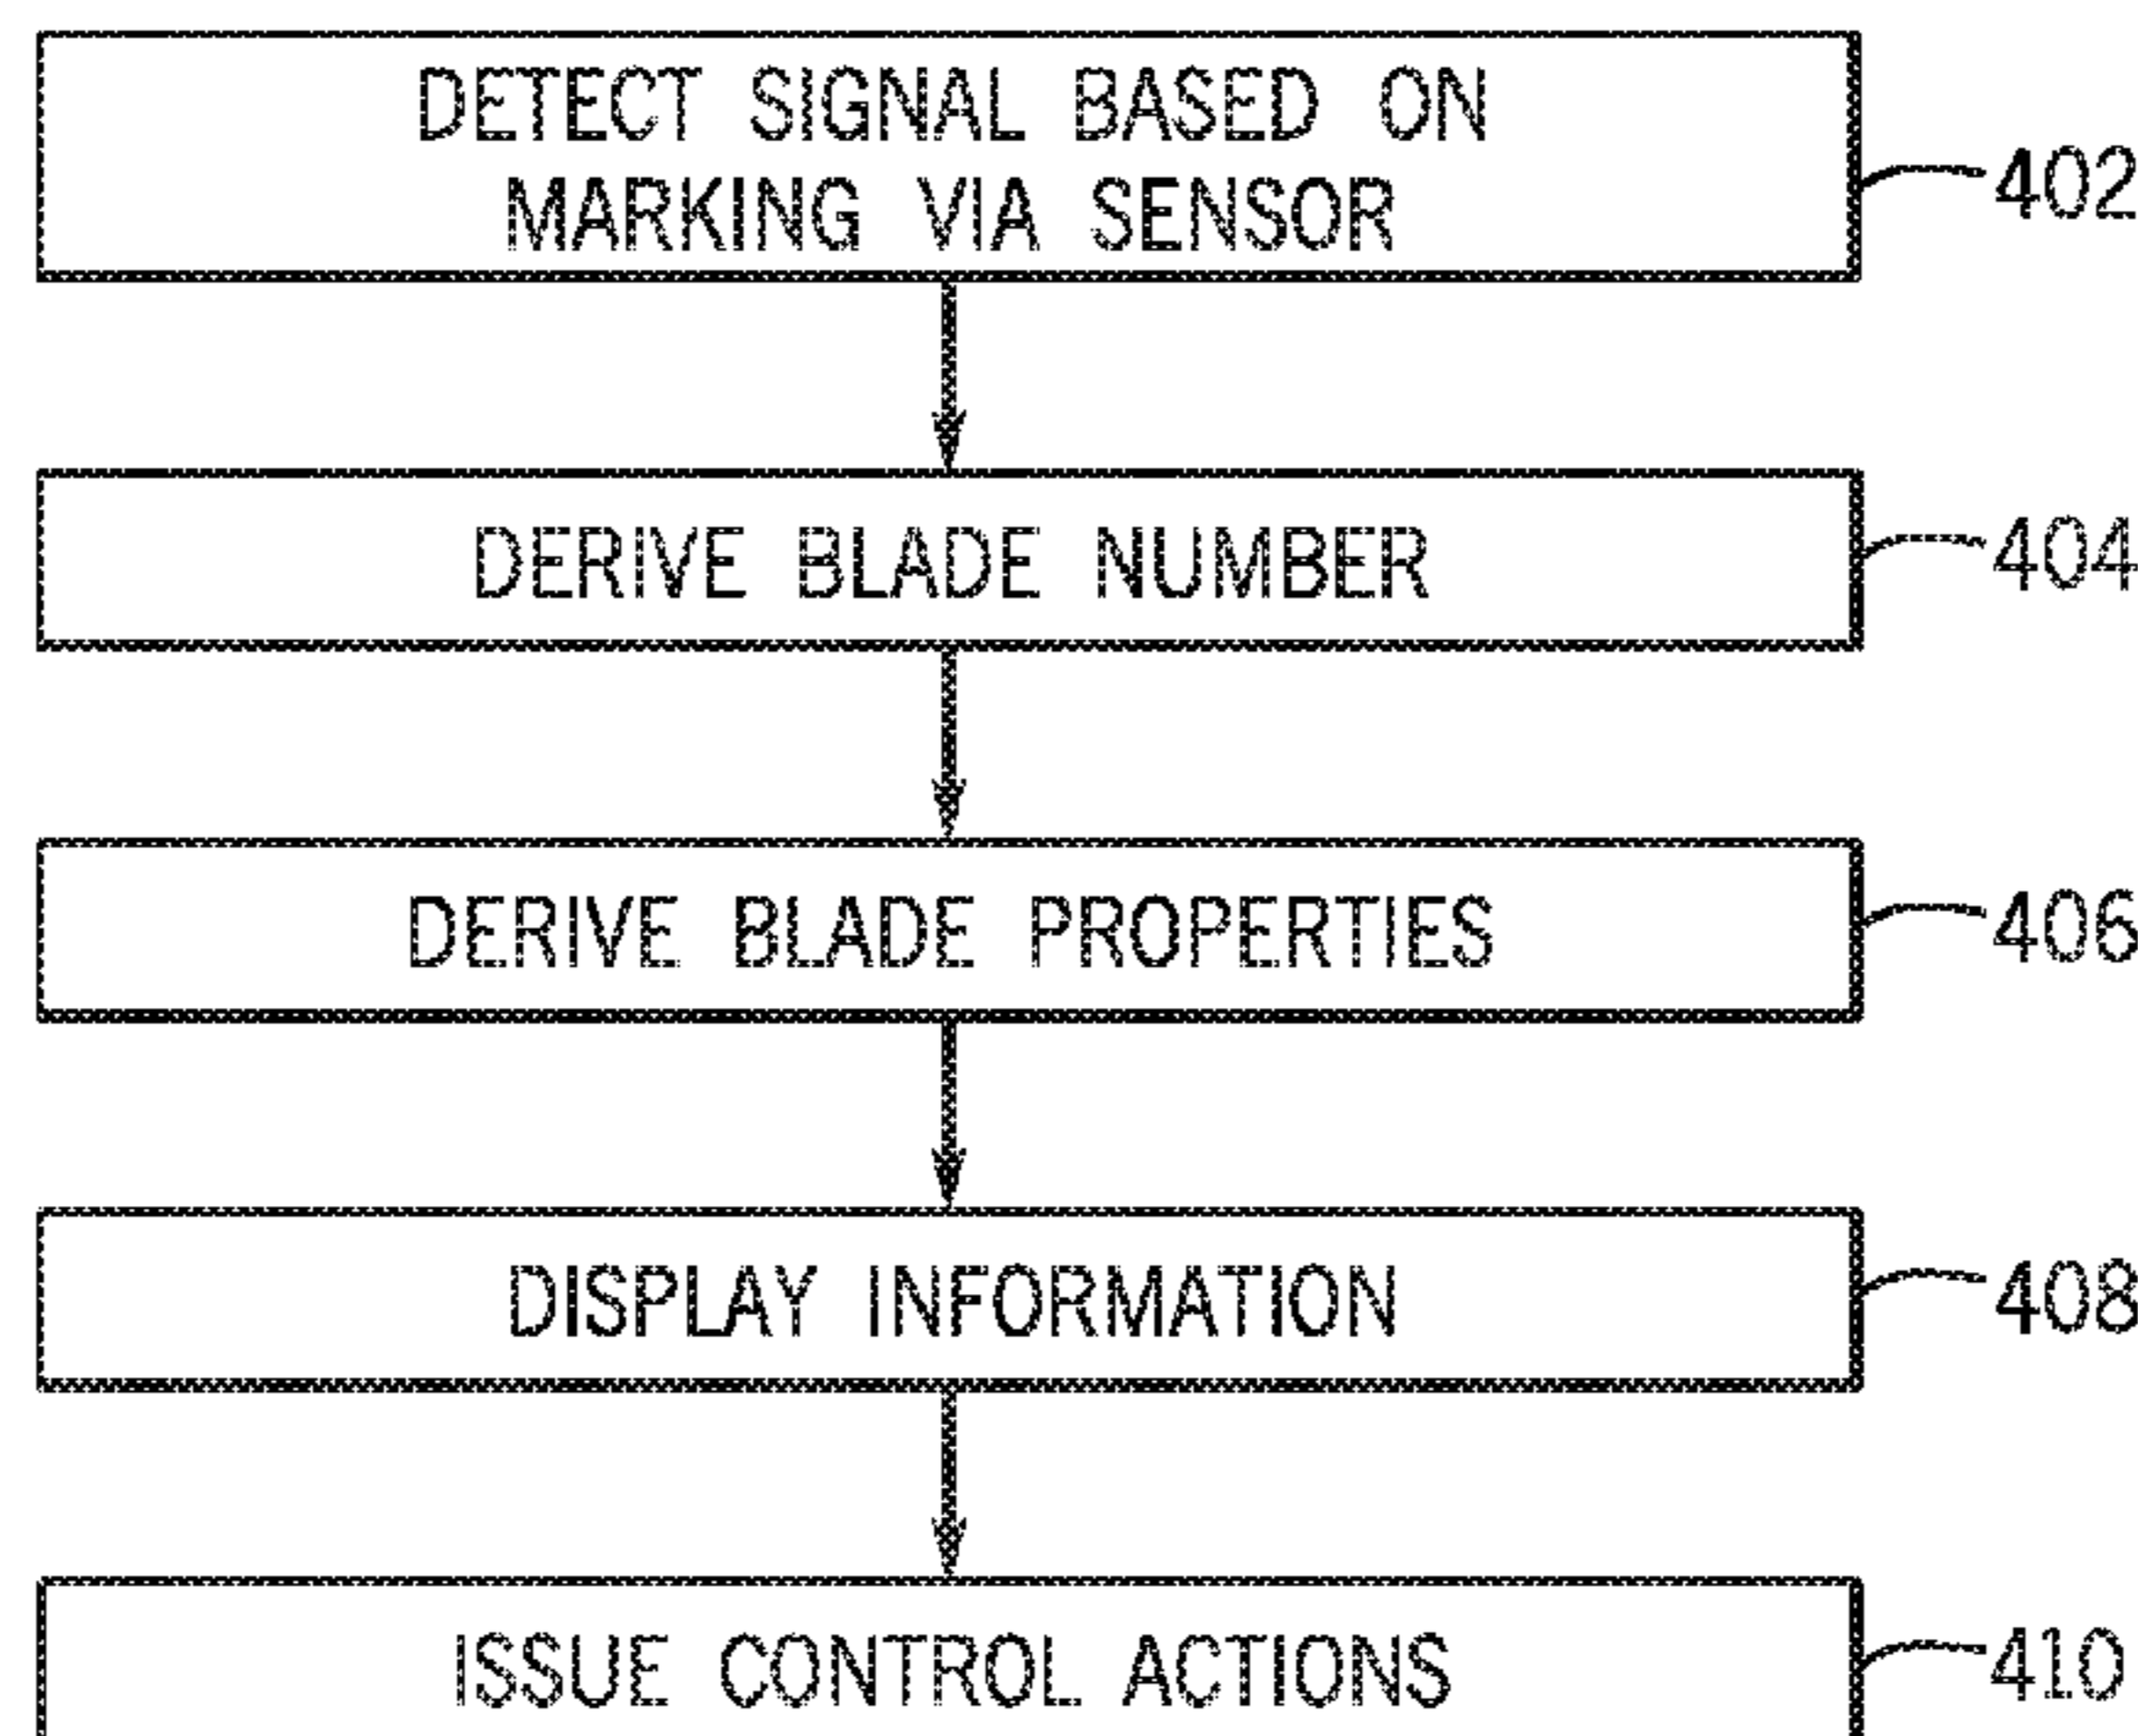 DETECT SIGNAL BASED ON
MARKING VIA SENSOR
402
DERIVE BLADE NUMBER
404
DERIVE BLADE PROPERTIES
406
DISPLAY INFORMATION
408
ISSUE CONTROL ACTIONS
410